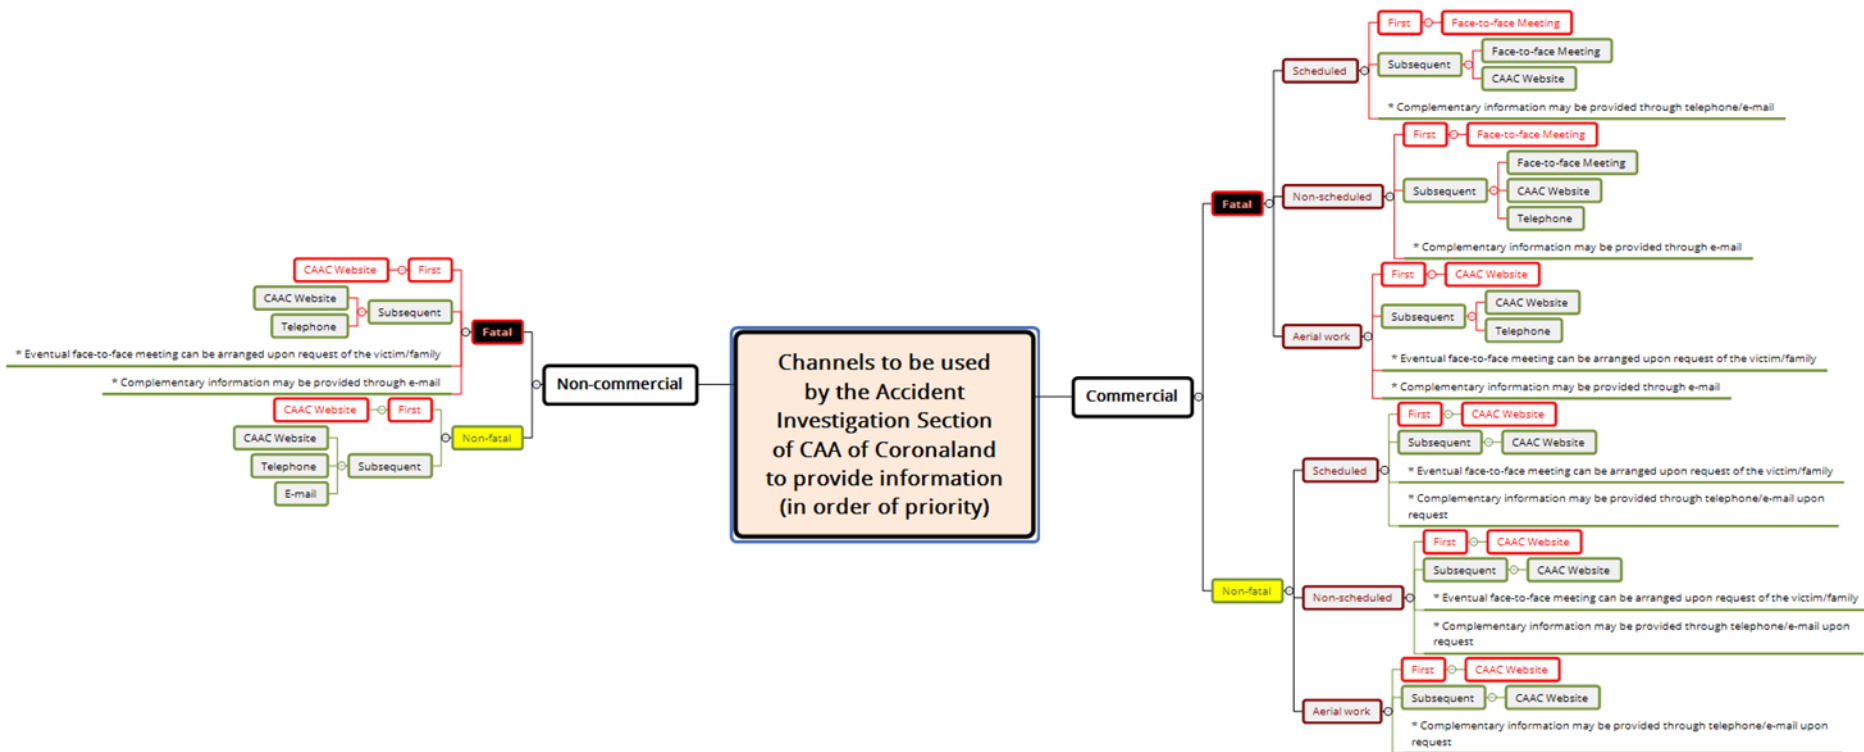 Channels to be used
by the Accident
Investigation Section
of CAA of Coronaland
to provide information
(in order of priority)
Non-commercial
Fatal
First
CAAC Website
Subsequent
CAAC Website
Telephone
* Eventual face-to-face meeting can be arranged upon request of the victim/family
* Complementary information may be provided through e-mail
Non-fatal
First
CAAC Website
Subsequent
CAAC Website
Telephone
E-mail
Commercial
Fatal
Scheduled
First
Face-to-face Meeting
Subsequent
Face-to-face Meeting
CAAC Website
* Complementary information may be provided through telephone/e-mail
Non-scheduled
First
Face-to-face Meeting
Subsequent
Face-to-face Meeting
CAAC Website
Telephone
* Complementary information may be provided through e-mail
Aerial work
First
CAAC Website
Subsequent
CAAC Website
Telephone
* Eventual face-to-face meeting can be arranged upon request of the victim/family
* Complementary information may be provided through e-mail
Non-fatal
Scheduled
First
CAAC Website
Subsequent
CAAC Website
* Eventual face-to-face meeting can be arranged upon request of the victim/family
* Complementary information may be provided through telephone/e-mail upon
request
Non-scheduled
First
CAAC Website
Subsequent
CAAC Website
* Eventual face-to-face meeting can be arranged upon request of the victim/family
* Complementary information may be provided through telephone/e-mail upon
request
Aerial work
First
CAAC Website
Subsequent
CAAC Website
* Complementary information may be provided through telephone/e-mail upon
request